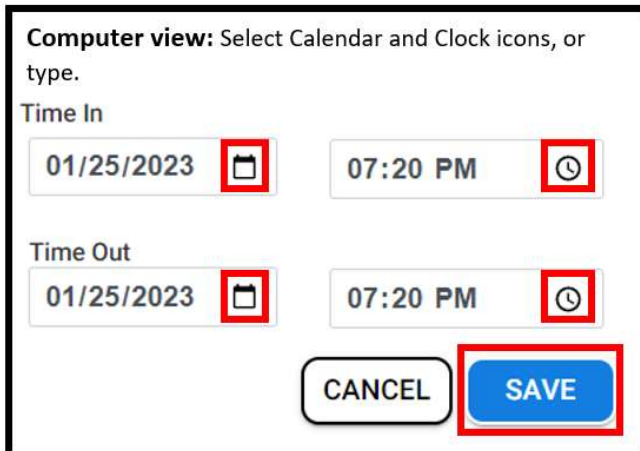 Computer view: Select Calendar and Clock icons, or
type.
Time In
01/25/2023 07:20 PM
Time Out
01/25/2023 07:20 PM
CANCEL SAVE